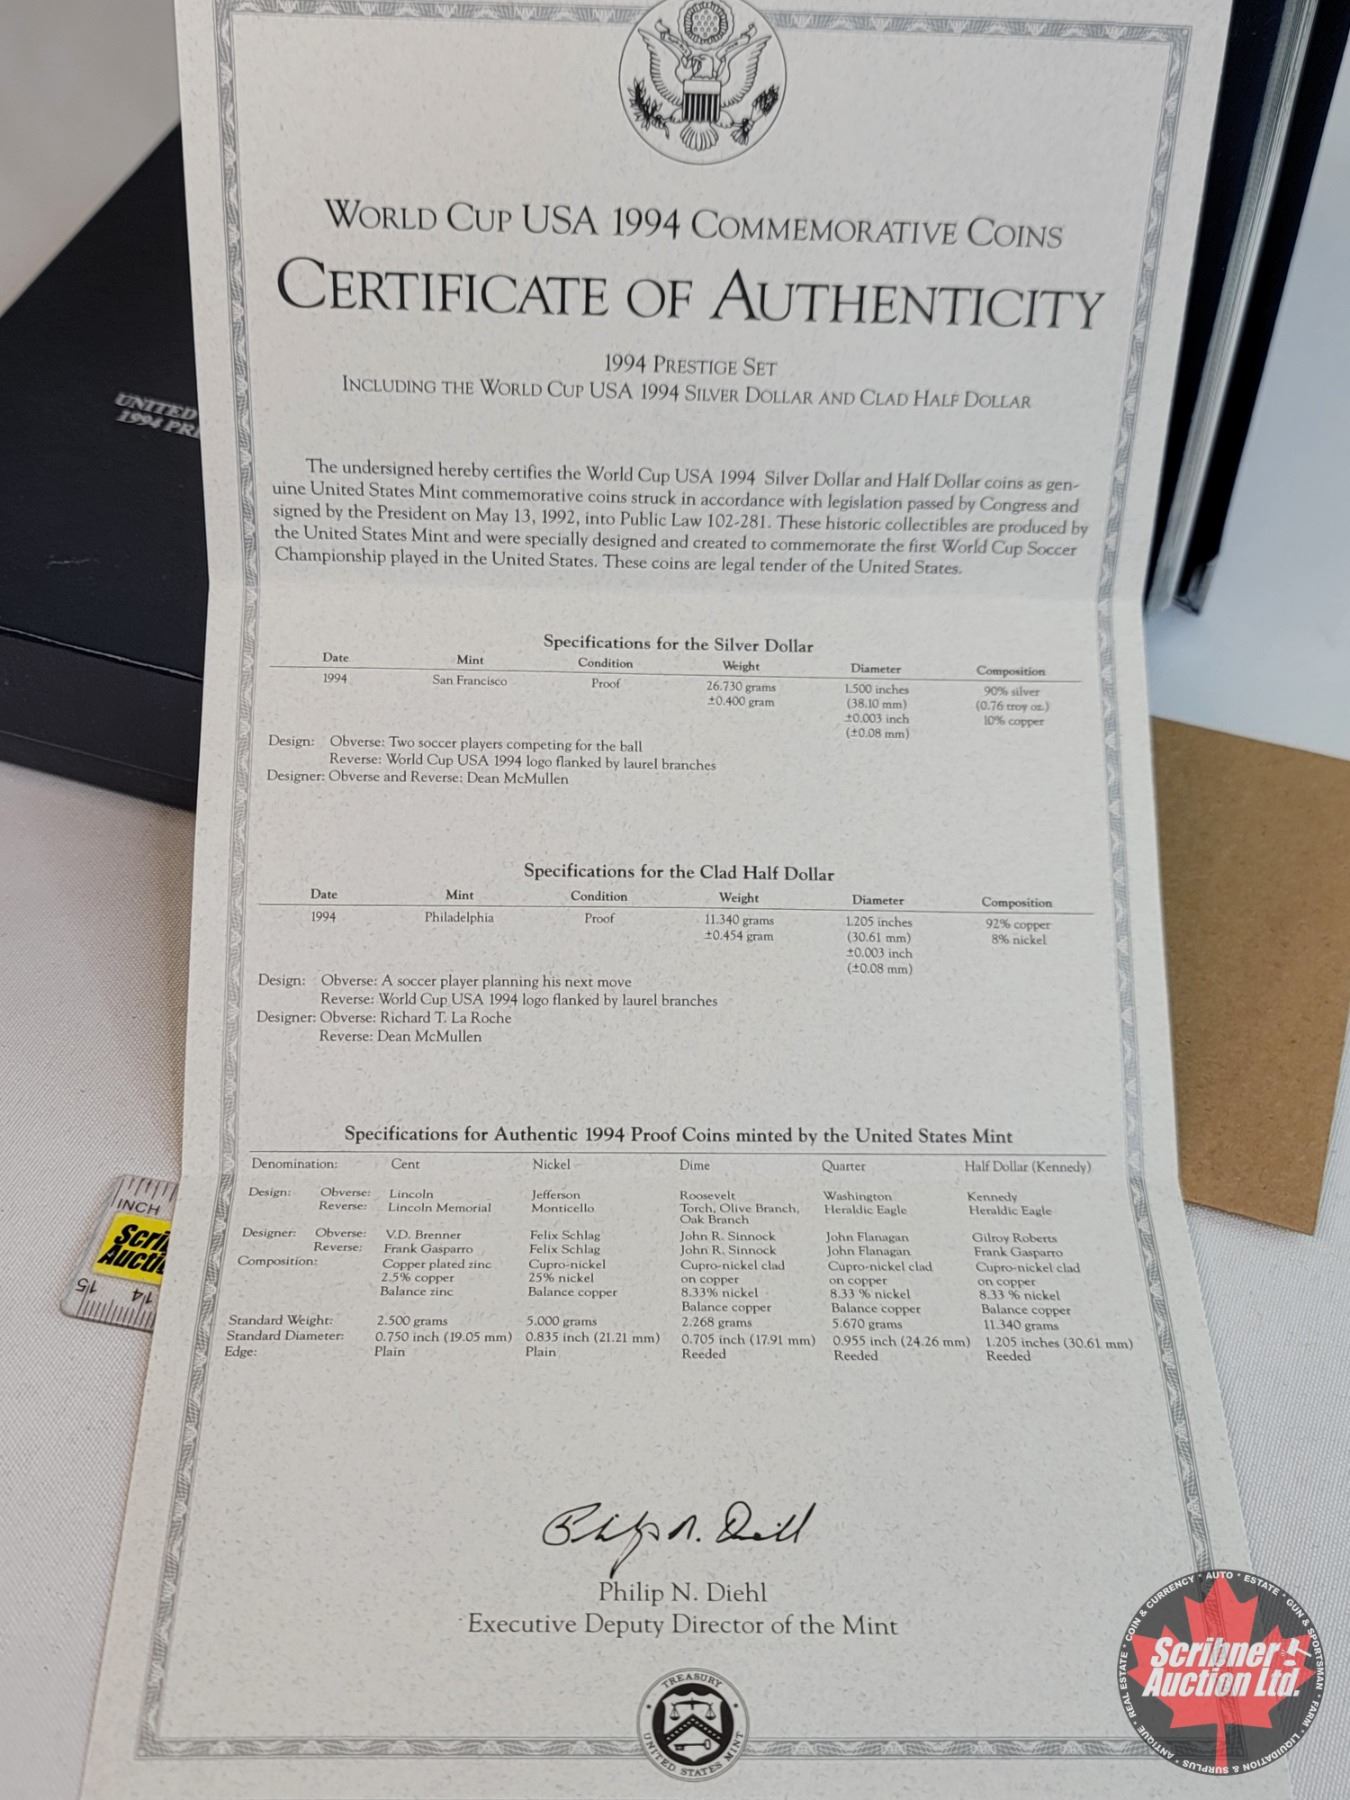 WORLD CUP USA 1994 COMMEMORATIVE COINS
CERTIFICATE OF AUTHENTICITY
1994 PRESTIGE SET
INCLUDING THE WORLD CUP USA 1994 SILVER DOLLAR AND CLAD HALF DOLLAR
UNITED
1994
The undersigned hereby certifies the World Cup USA 1994 Silver Dollar and Half Dollar coins as gen-
uine United States Mint commemorative coins struck in accordance with legislation passed by Congress and
signed by the President on May 13, 1992, into Public Law 102-281. These historic collectibles are produced by
the United States Mint and were specially designed and created to commemorate the first World Cup Soccer
Championship played in the United States. These coins are legal tender of the United States.
Specifications for the Silver Dollar
Date Mint Condition Weight Diameter Composition
1994 San Francisco Proof 26.730 grams 1.500 inches 90% silver
±0.400 gram (38.10 mm) (0.76 troy oz.)
±0.003 inch 10% copper
(±0.08 mm)
Design: Obverse: Two soccer players competing for the ball
Reverse: World Cup USA 1994 logo flanked by laurel branches
Designer: Obverse and Reverse: Dean McMullen
Specifications for the Clad Half Dollar
Date Mint Condition Weight Diameter Composition
1994 Philadelphia Proof 11.340 grams 1.205 inches 92% copper
±0.454 gram (30.61 mm) 8% nickel
±0.003 inch
(±0.08 mm)
Design: Obverse: A soccer player planning his next move
Reverse: World Cup USA 1994 logo flanked by laurel branches
Designer: Obverse: Richard T. La Roche
Reverse: Dean McMullen
Specifications for Authentic 1994 Proof Coins minted by the United States Mint
Denomination: Cent Nickel Dime Quarter Half Dollar (Kennedy)
Design: Obverse: Lincoln Jefferson Roosevelt Washington Kennedy
Reverse: Lincoln Memorial Monticello Torch, Olive Branch, Heraldic Eagle Heraldic Eagle
Oak Branch
Designer: Obverse: V.D. Brenner Felix Schlag John R. Sinnock John Flanagan Gilroy Roberts
Reverse: Frank Gasparro Felix Schlag John R. Sinnock John Flanagan Frank Gasparro
Composition: Copper plated zinc Cupro-nickel Cupro-nickel clad Cupro-nickel clad Cupro-nickel clad
2.5% copper 25% nickel on copper on copper on copper
Balance zinc Balance copper 8.33% nickel 8.33 % nickel 8.33 % nickel
Balance copper Balance copper Balance copper
Standard Weight: 2.500 grams 5.000 grams 2.268 grams 5.670 grams 11.340 grams
Standard Diameter: 0.750 inch (19.05 mm) 0.835 inch (21.21 mm) 0.705 inch (17.91 mm) 0.955 inch (24.26 mm) 1.205 inches (30.61 mm)
Edge: Plain Plain Reeded Reeded Reeded
INCH
15 14
Philip N. Diehl
Philip N. Diehl
Executive Deputy Director of the Mint
TREASURY
UNITED STATES MINT
COIN & CURRENCY • AUTO • ESTATE • GUN & SPORTSMAN • FARM • LIQUIDATION & SURPLUS • ANTIQUE • REAL ESTATE
Scribner
Auction Ltd.